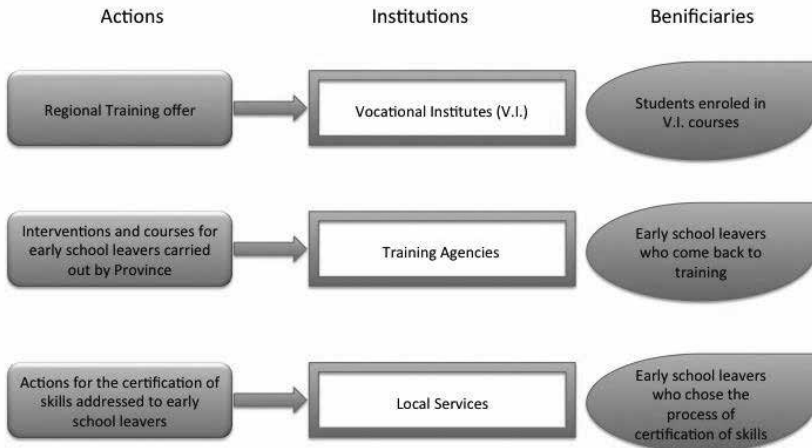 Actions
Institutions
Benificiaries
Regional Training offer
Vocational Institutes (V.I.)
Students enroled in
V.I. courses
Interventions and courses for
early school leavers carried
out by Province
Training Agencies
Early school leavers
who come back to
training
Actions for the certification of
skills addressed to early
school leavers
Local Services
Early school leavers
who chose the
process of
certification of skills